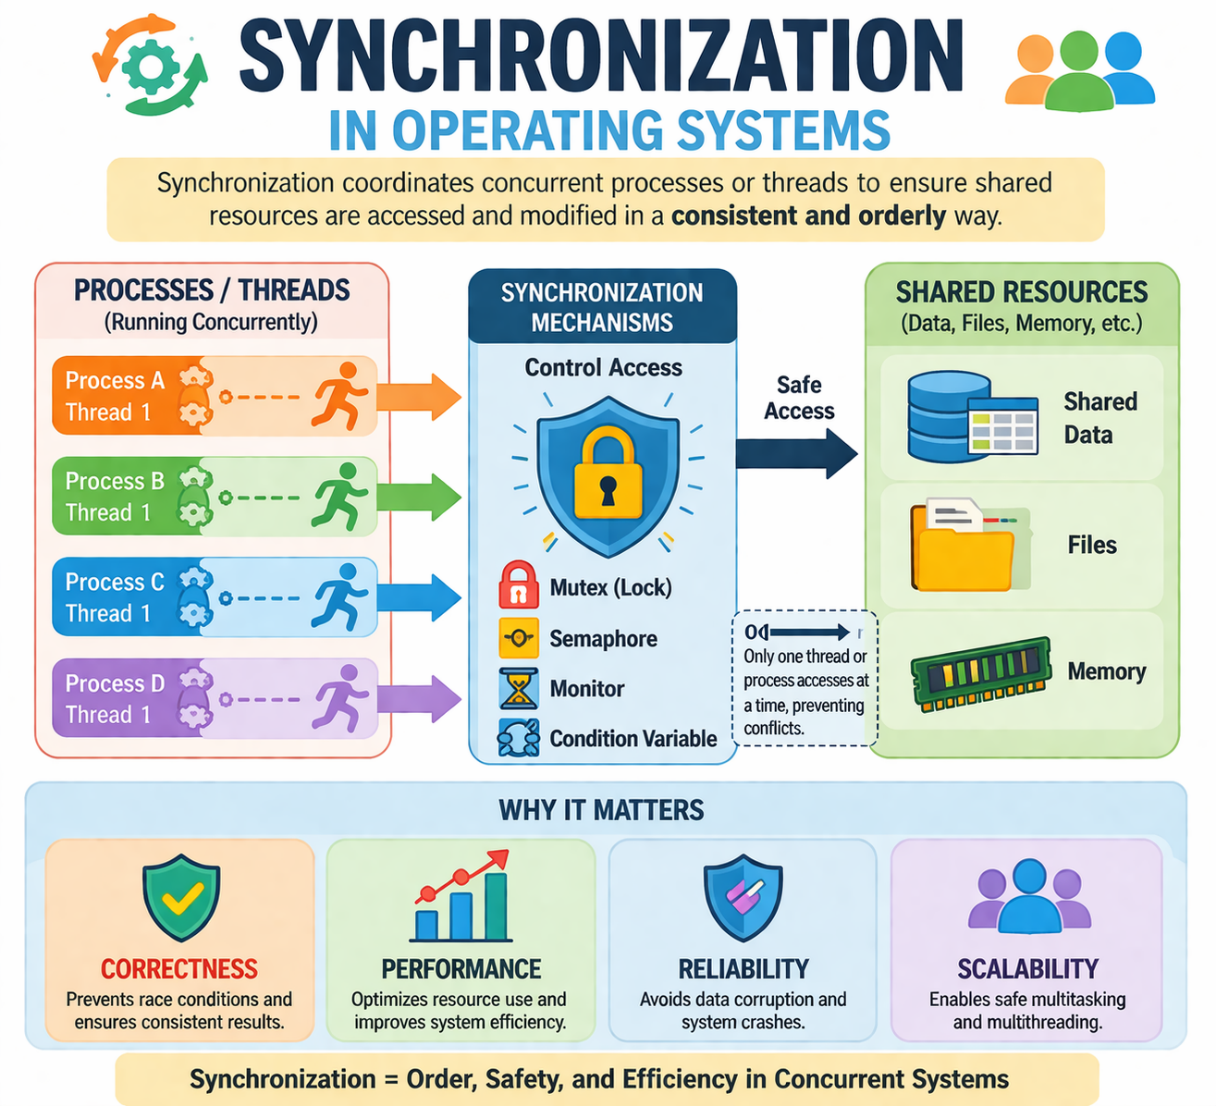 SYNCHRONIZATION
IN OPERATING SYSTEMS
Synchronization coordinates concurrent processes or threads to ensure shared
resources are accessed and modified in a consistent and orderly way.
PROCESSES / THREADS
(Running Concurrently)
Process A
Thread 1
Process B
Thread 1
Process C
Thread 1
Process D
Thread 1
SYNCHRONIZATION
MECHANISMS
Control Access
Mutex (Lock)
Semaphore
Monitor
Condition Variable
Safe
Access
Only one thread or
process accesses at
a time, preventing
conflicts.
SHARED RESOURCES
(Data, Files, Memory, etc.)
Shared
Data
Files
Memory
WHY IT MATTERS
CORRECTNESS
Prevents race conditions and
ensures consistent results.
PERFORMANCE
Optimizes resource use and
improves system efficiency.
RELIABILITY
Avoids data corruption and
system crashes.
SCALABILITY
Enables safe multitasking
and multithreading.
Synchronization = Order, Safety, and Efficiency in Concurrent Systems